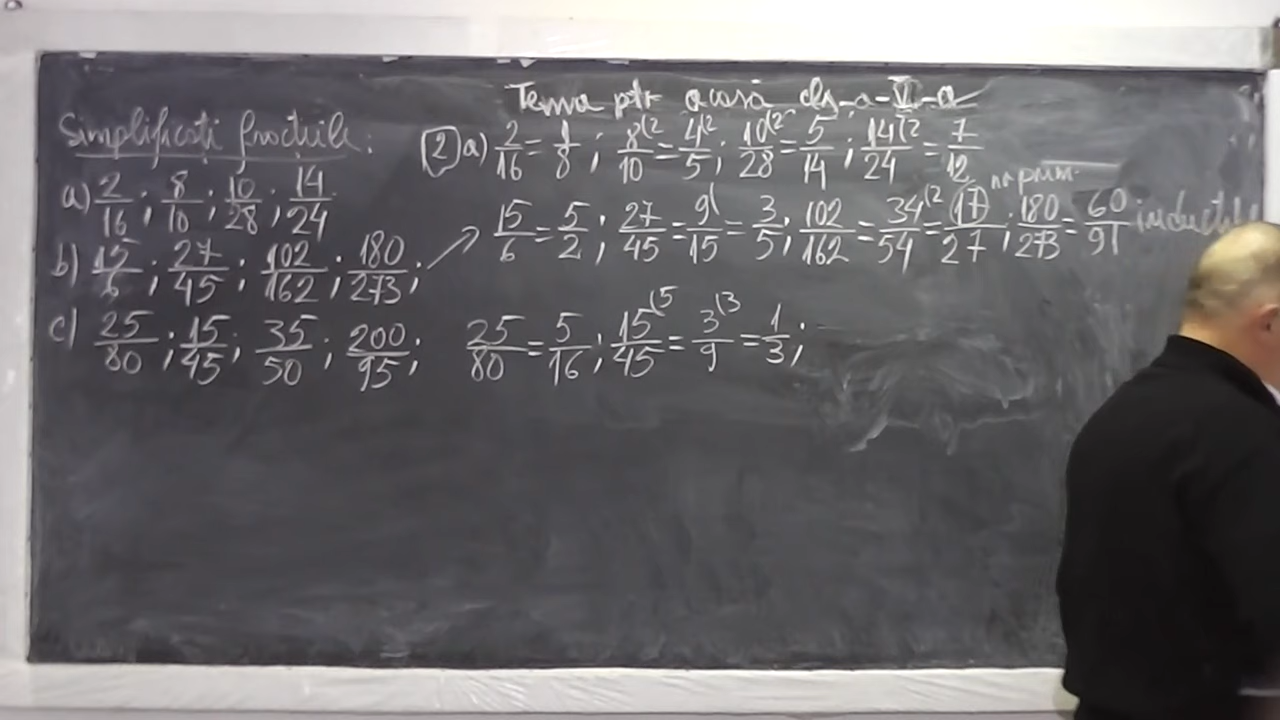 Tema ptr acasă cls-a-V-a
Simplificați fracțiile:
a) 2/16; 8/10; 10/28; 14/24
b) 15/6; 27/45; 102/162; 180/273;
c) 25/80; 15/45; 35/50; 200/95;
2 a) 2/16 = 1/8; 8(2/10 = 4(2/5; 10(2/28 = 5/14; 14(2/24 = 7/12
nr prim
15/6 = 5/2; 27/45 = 9(/15 = 3/5; 102/162 = 34(2/54 = 17/27; 180/273 = 60/91
25/80 = 5/16; 15(5/45 = 3(3/9 = 1/3;